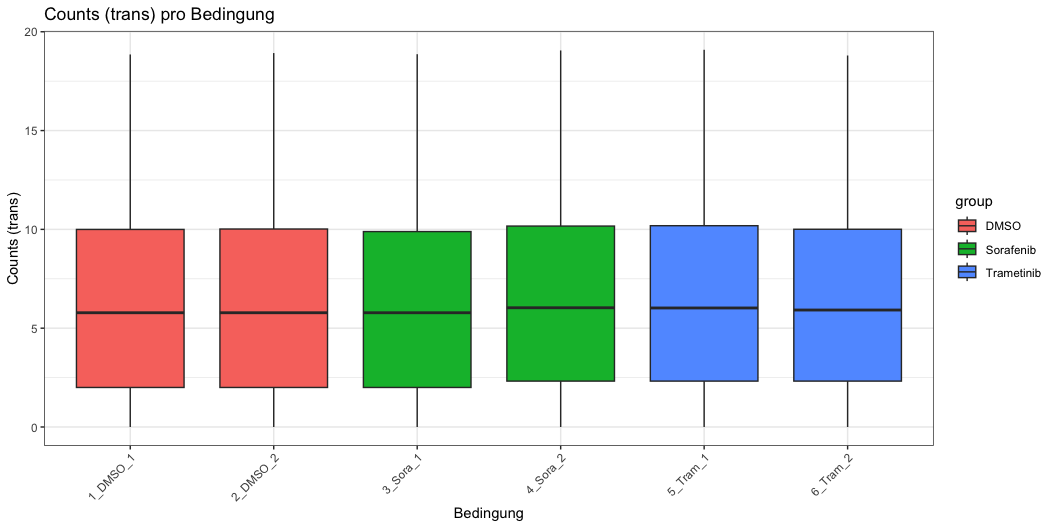 Counts (trans) pro Bedingung
Counts (trans)
20
15
10
5
0
1_DMSO_1
2_DMSO_2
3_Sora_1
4_Sora_2
5_Tram_1
6_Tram_2
Bedingung
group
DMSO
Sorafenib
Trametinib